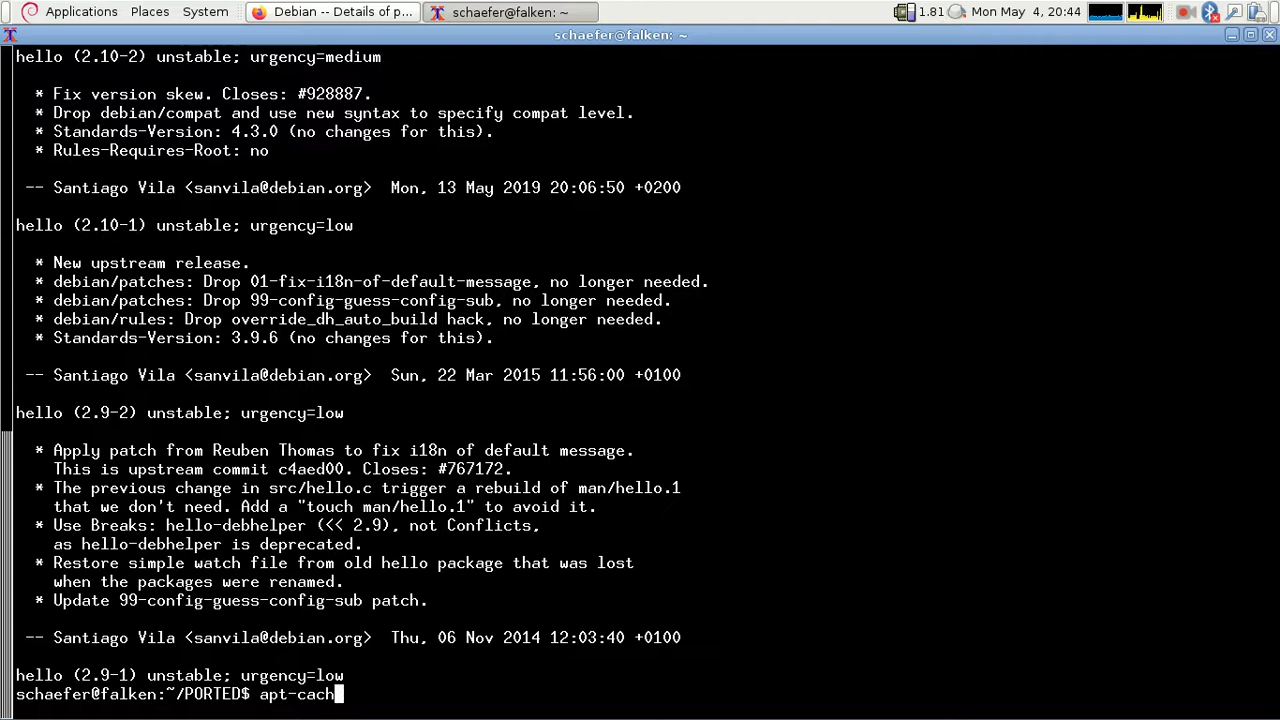 Applications Places System Debian -- Details of p... schaefer@falken: ~ 1.81 Mon May 4, 20:44
schaefer@falken: ~
hello (2.10-2) unstable; urgency=medium
* Fix version skew. Closes: #928887.
* Drop debian/compat and use new syntax to specify compat level.
* Standards-Version: 4.3.0 (no changes for this).
* Rules-Requires-Root: no
-- Santiago Vila <sanvila@debian.org>  Mon, 13 May 2019 20:06:50 +0200
hello (2.10-1) unstable; urgency=low
* New upstream release.
* debian/patches: Drop 01-fix-i18n-of-default-message, no longer needed.
* debian/patches: Drop 99-config-guess-config-sub, no longer needed.
* debian/rules: Drop override_dh_auto_build hack, no longer needed.
* Standards-Version: 3.9.6 (no changes for this).
-- Santiago Vila <sanvila@debian.org>  Sun, 22 Mar 2015 11:56:00 +0100
hello (2.9-2) unstable; urgency=low
* Apply patch from Reuben Thomas to fix i18n of default message.
This is upstream commit c4aed00. Closes: #767172.
* The previous change in src/hello.c trigger a rebuild of man/hello.1
that we don't need. Add a "touch man/hello.1" to avoid it.
* Use Breaks: hello-debhelper (<< 2.9), not Conflicts,
as hello-debhelper is deprecated.
* Restore simple watch file from old hello package that was lost
when the packages were renamed.
* Update 99-config-guess-config-sub patch.
-- Santiago Vila <sanvila@debian.org>  Thu, 06 Nov 2014 12:03:40 +0100
hello (2.9-1) unstable; urgency=low
schaefer@falken:~/PORTED$ apt-cach